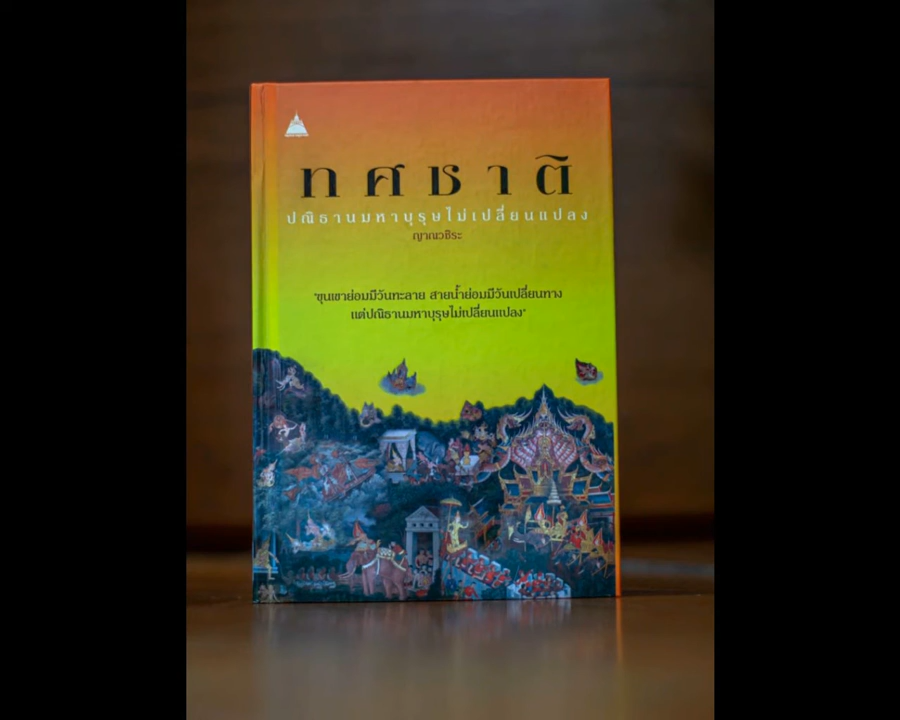 ทศชาติ
ปณิธานมหาบุรุษไม่เปลี่ยนแปลง
ญาณวชิระ
"ขุนเขาย่อมมีวันทะลาย สายน้ำย่อมมีวันเปลี่ยนทาง
แต่ปณิธานมหาบุรุษไม่เปลี่ยนแปลง"